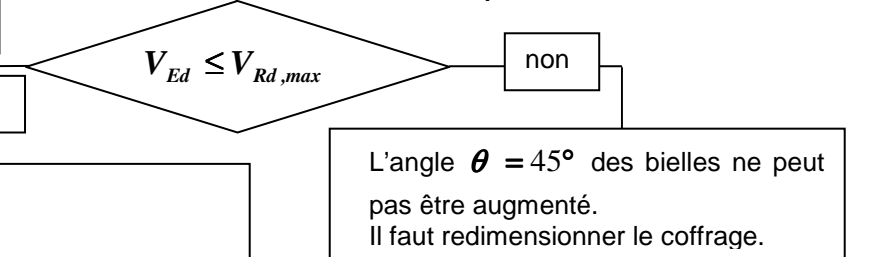 V_Ed ≤ V_Rd,max
non
L'angle θ = 45° des bielles ne peut
pas être augmenté.
Il faut redimensionner le coffrage.